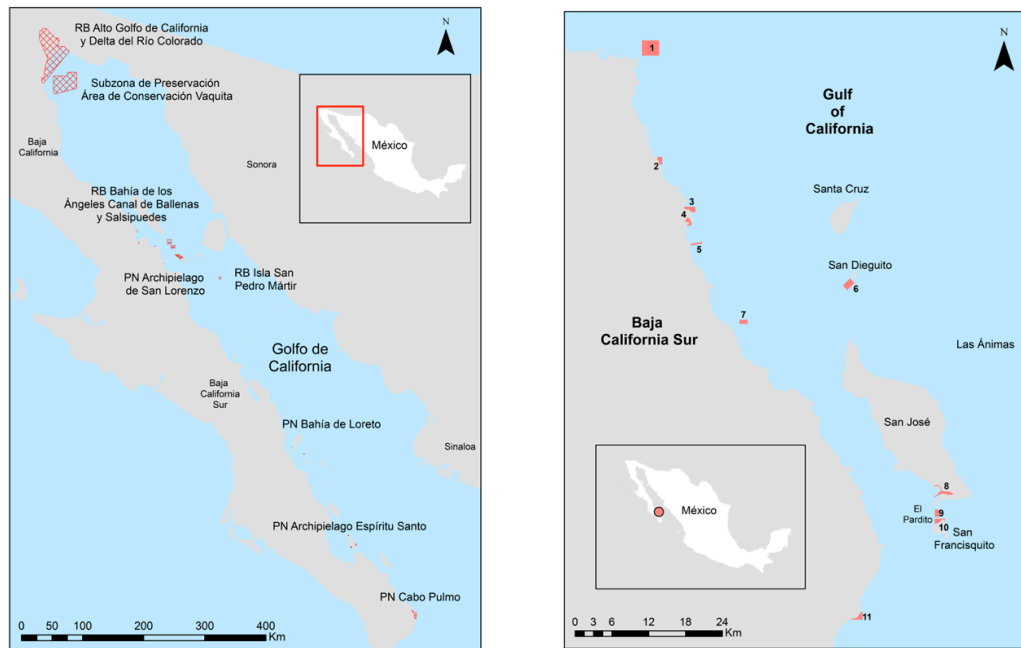 RB Alto Golfo de California
y Delta del Río Colorado
N
Subzona de Preservación
Área de Conservación Vaquita
México
Baja
California
Sonora
RB Bahía de los
Ángeles Canal de Ballenas
y Salsipuedes
PN Archipielago
de San Lorenzo
RB Isla San
Pedro Mártir
Golfo de
California
Baja
California
Sur
PN Bahía de Loreto
Sinaloa
PN Archipielago Espíritu Santo
PN Cabo Pulmo
0 50 100 200 300 400
Km
1
N
Gulf
of
California
2
Santa Cruz
3
4
5
San Dieguito
6
7
Baja
California Sur
Las Ánimas
San José
México
8
El
Pardito
9
10
San
Francisquito
11
0 3 6 12 18 24
Km